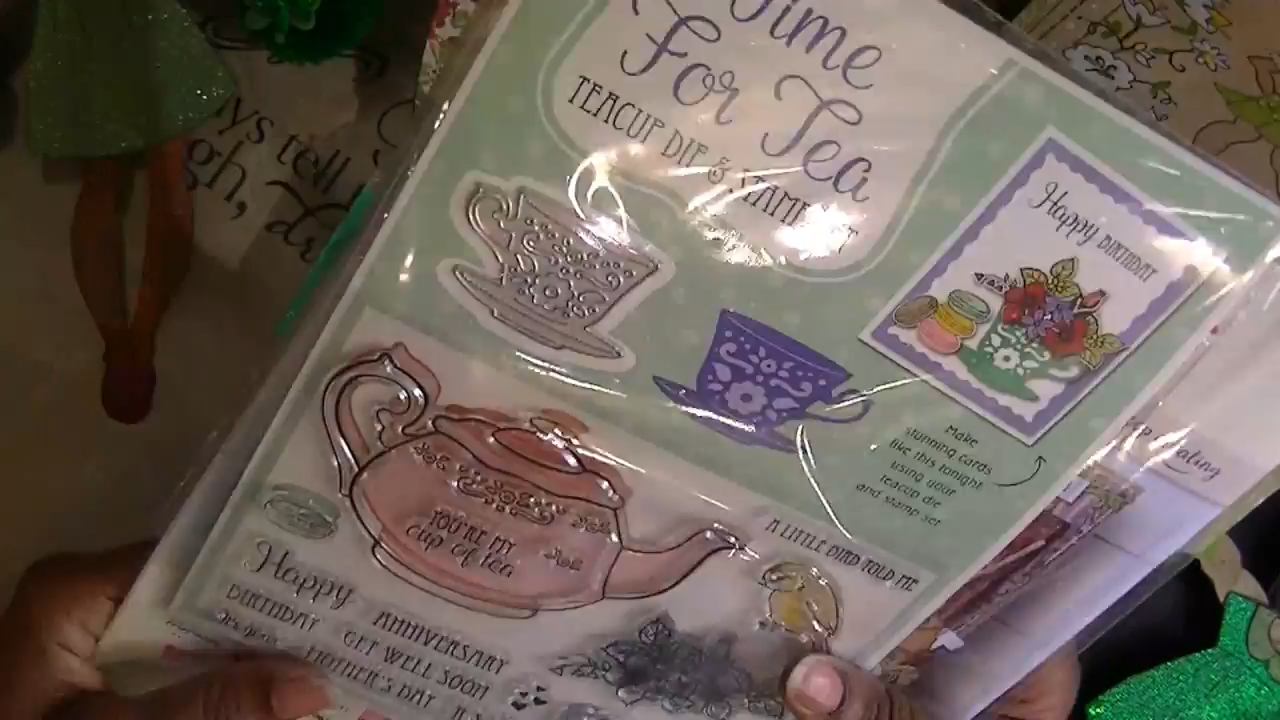 Time
For Tea
TEACUP DIE & STAMP SET
Happy BIRTHDAY
Make
stunning cards
like this tonight
using your
teacup die
and stamp set
A LITTLE BIRD TOLD ME
YOU'RE MY
cup of tea
Happy ANNIVERSARY
BIRTHDAY GET WELL SOON
MOTHER'S DAY